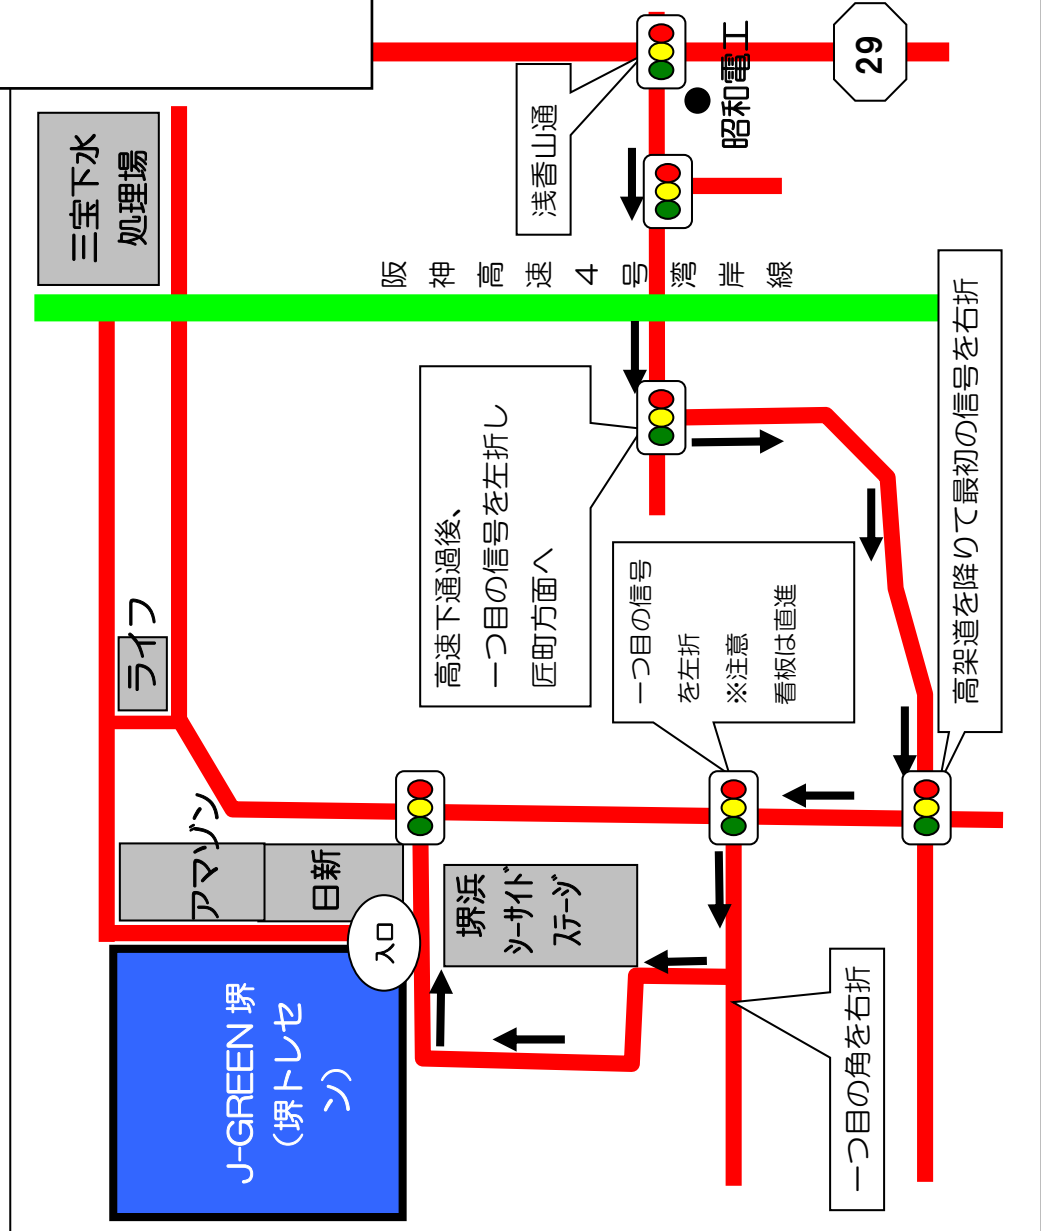 三宝下水
処理場
浅香山通
昭和電工
29
阪神高速4号湾岸線
高速下通過後、
一つ目の信号を左折し
匠町方面へ
一つ目の信号
を左折
※注意
看板は直進
高架道を降りて最初の信号を右折
ライフ
アマゾン
日新
入口
堺浜
シーサイド
ステージ
J-GREEN 堺
(堺トレセ
ン)
一つ目の角を右折